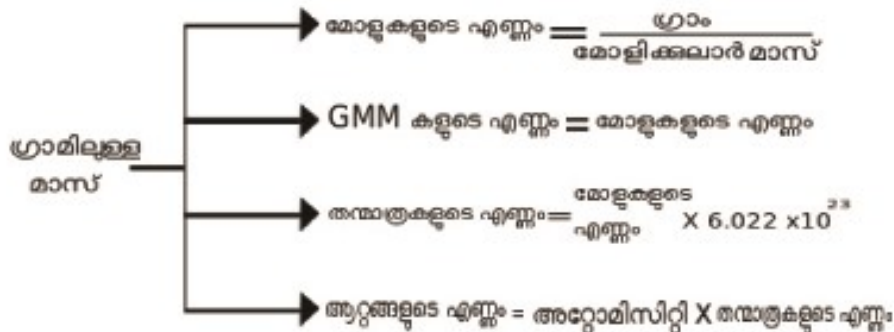 ഗ്രാമിലുള്ള
മാസ്
മോളുകളുടെ എണ്ണം = ഗ്രാം
മോളിക്കുലാർ മാസ്
GMM കളുടെ എണ്ണം = മോളുകളുടെ എണ്ണം
തന്മാത്രകളുടെ എണ്ണം = മോളുകളുടെ
എണ്ണം X 6.022 x10²³
ആറ്റങ്ങളുടെ എണ്ണം = അറ്റോമിസിറ്റി X തന്മാത്രകളുടെ എണ്ണം